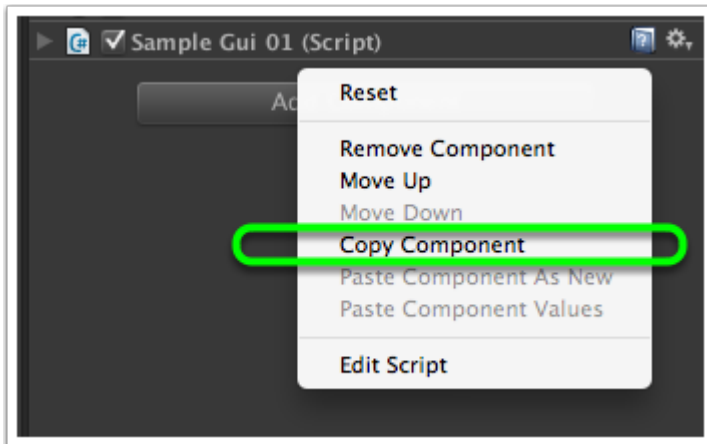 Sample Gui 01 (Script)
Reset
Remove Component
Move Up
Move Down
Copy Component
Paste Component As New
Paste Component Values
Edit Script